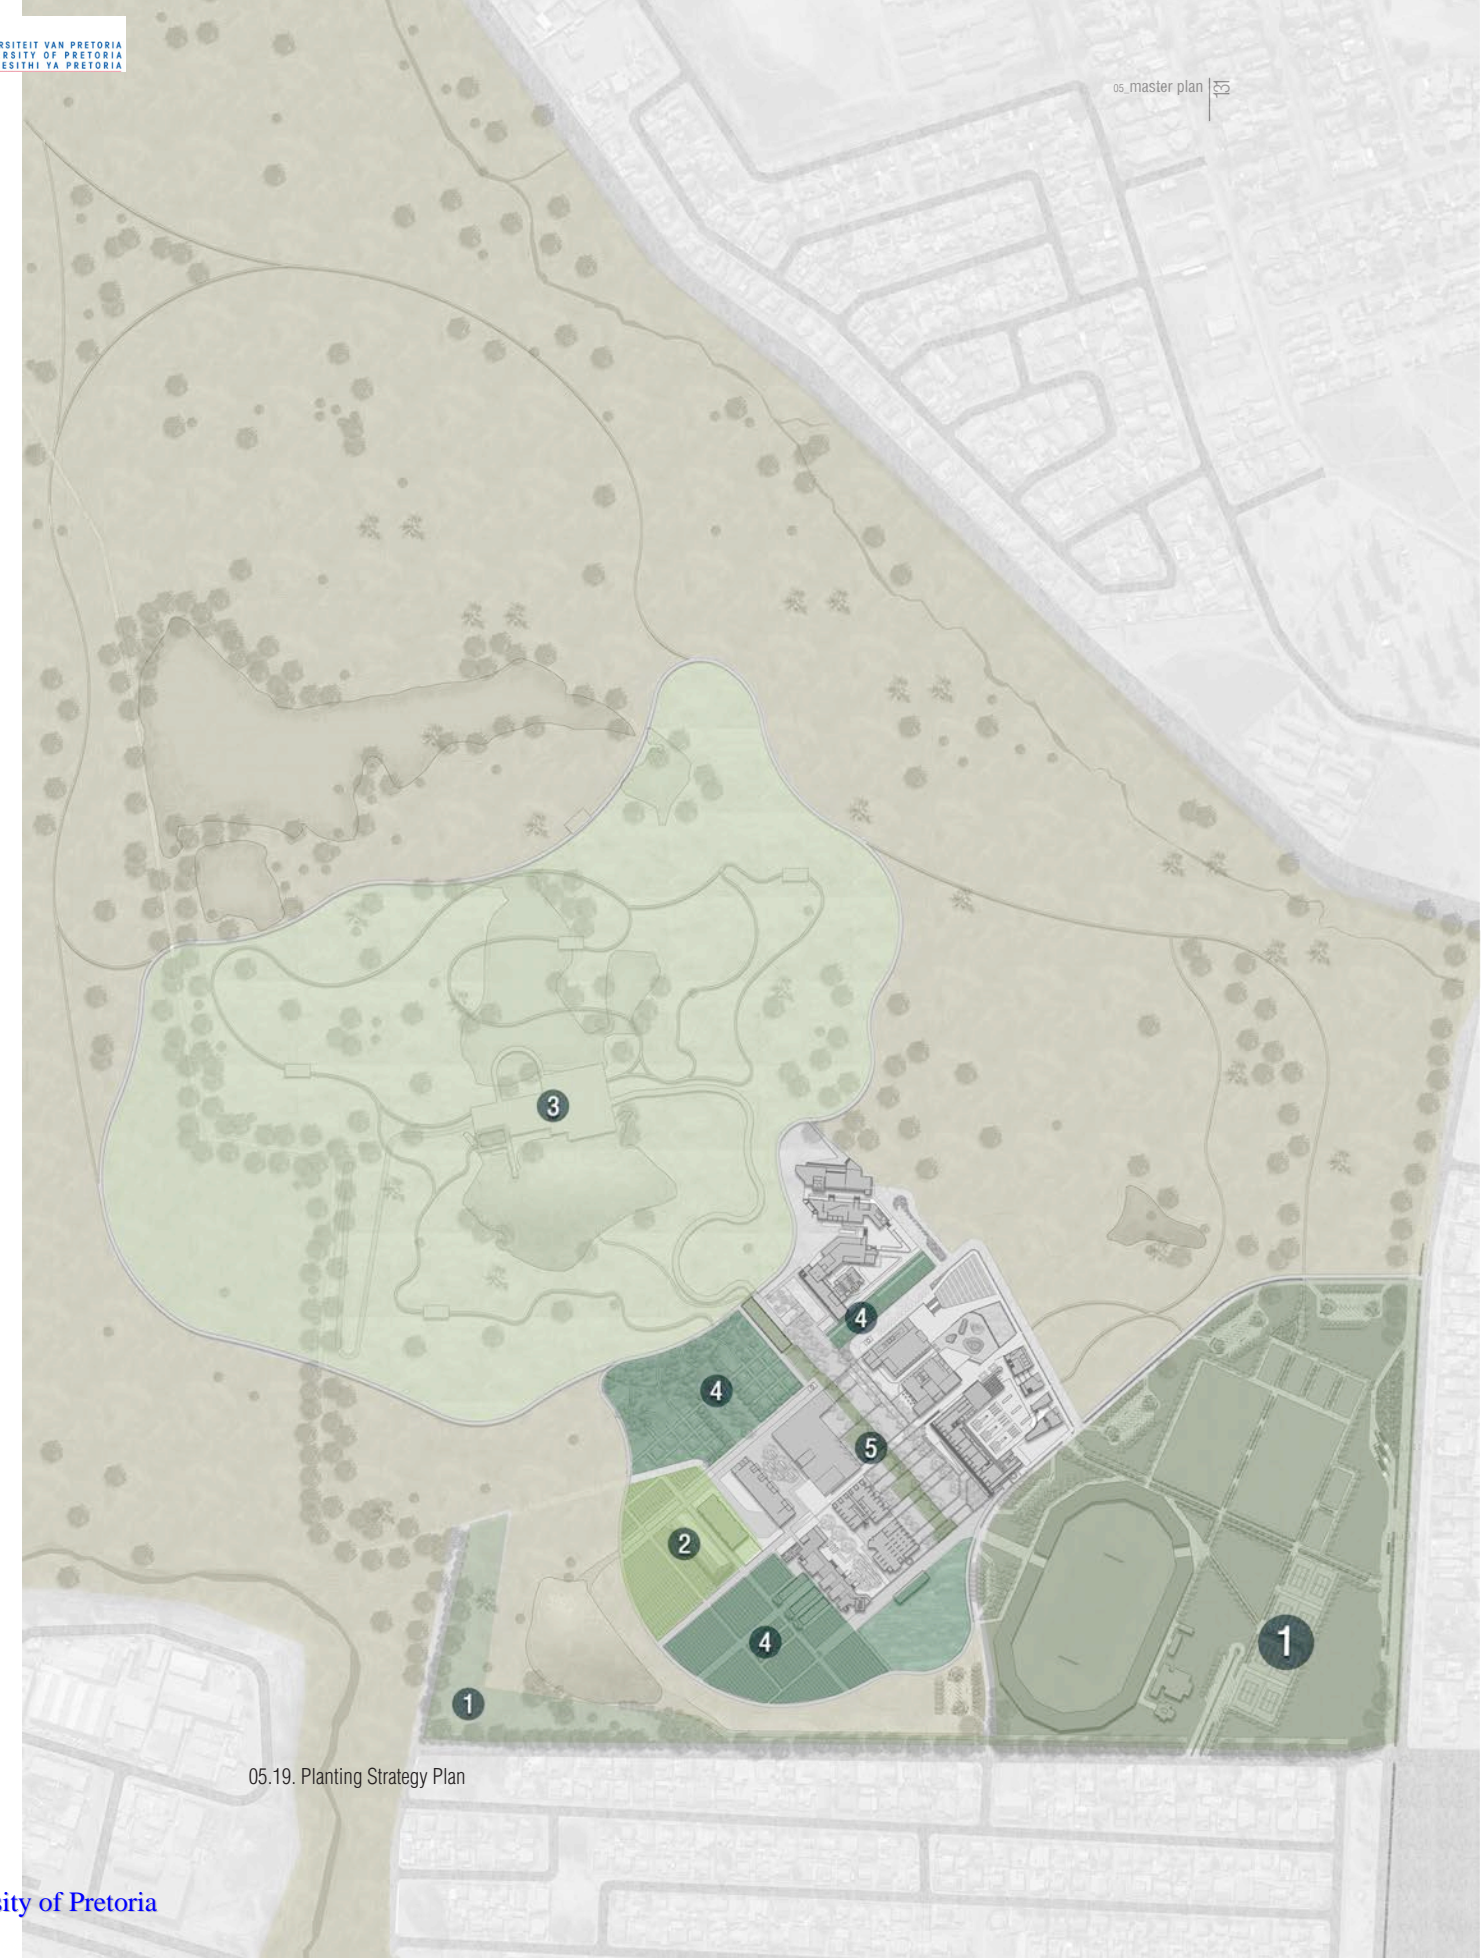 RSITEIT VAN PRETORIA
RSITY OF PRETORIA
ESITHI YA PRETORIA
05_master plan
131
3
4
4
5
2
4
1
1
05.19. Planting Strategy Plan
sity of Pretoria